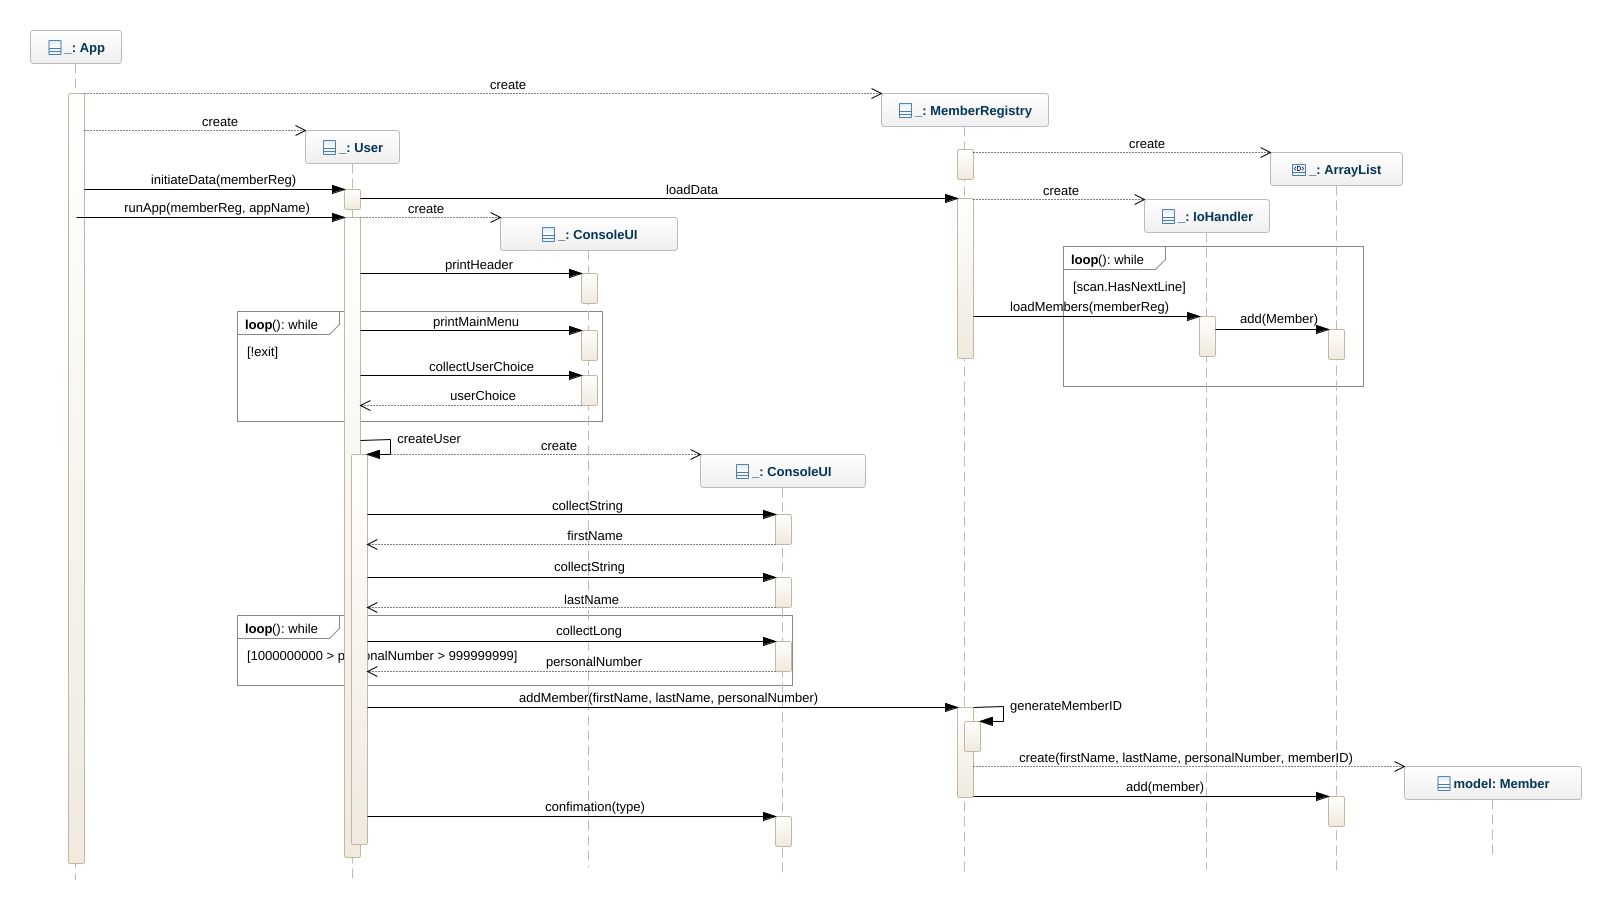 _: App
create
_: MemberRegistry
create
_: User
create
_: ArrayList
initiateData(memberReg)
loadData
create
runApp(memberReg, appName)
create
_: IoHandler
_: ConsoleUI
loop(): while
printHeader
[scan.HasNextLine]
loadMembers(memberReg)
add(Member)
loop(): while
printMainMenu
[!exit]
collectUserChoice
userChoice
createUser
create
_: ConsoleUI
collectString
firstName
collectString
lastName
loop(): while
collectLong
[1000000000 > personalNumber > 999999999]
personalNumber
addMember(firstName, lastName, personalNumber)
generateMemberID
create(firstName, lastName, personalNumber, memberID)
model: Member
add(member)
confimation(type)